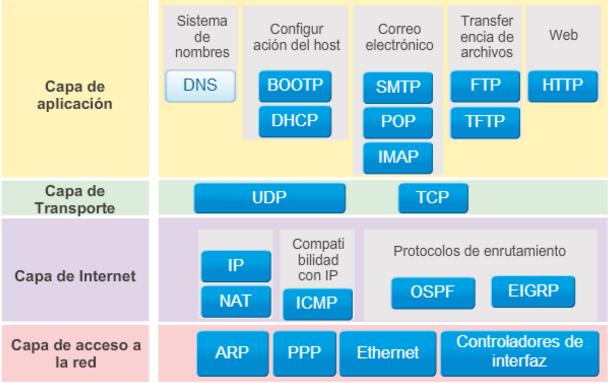 Capa de
aplicación
Sistema
de
nombres
DNS
Configur
ación del host
BOOTP
DHCP
Correo
electrónico
SMTP
POP
IMAP
Transfer
encia de
archivos
FTP
TFTP
Web
HTTP
Capa de
Transporte
UDP
TCP
Capa de Internet
IP
NAT
Compati
bilidad
con IP
ICMP
Protocolos de enrutamiento
OSPF
EIGRP
Capa de acceso a
la red
ARP
PPP
Ethernet
Controladores de
interfaz